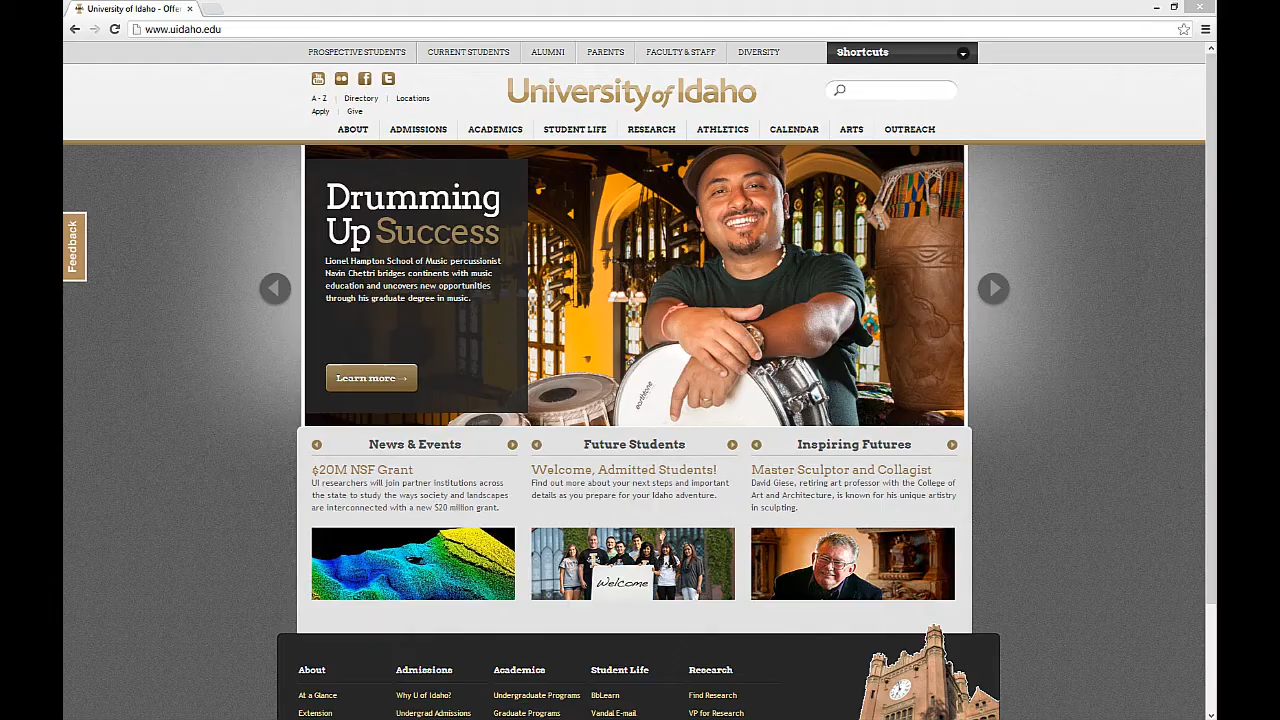 University of Idaho - Offe
www.uidaho.edu
PROSPECTIVE STUDENTS CURRENT STUDENTS ALUMNI PARENTS FACULTY & STAFF DIVERSITY Shortcuts
You Tube
A - Z | Directory | Locations
Apply | Give
University of Idaho
ABOUT ADMISSIONS ACADEMICS STUDENT LIFE RESEARCH ATHLETICS CALENDAR ARTS OUTREACH
Feedback
Drumming
Up Success
Lionel Hampton School of Music percussionist
Navin Chettri bridges continents with music
education and uncovers new opportunities
through his graduate degree in music.
Learn more →
earthtone
News & Events
$20M NSF Grant
UI researchers will join partner institutions across
the state to study the ways society and landscapes
are interconnected with a new $20 million grant.
Future Students
Welcome, Admitted Students!
Find out more about your next steps and important
details as you prepare for your Idaho adventure.
Welcome
Inspiring Futures
Master Sculptor and Collagist
David Giese, retiring art professor with the College of
Art and Architecture, is known for his unique artistry
in sculpting.
About Admissions Academics Student Life Research
At a Glance Why U of Idaho? Undergraduate Programs BbLearn Find Research
Extension Undergrad Admissions Graduate Programs Vandal E-mail VP for Research